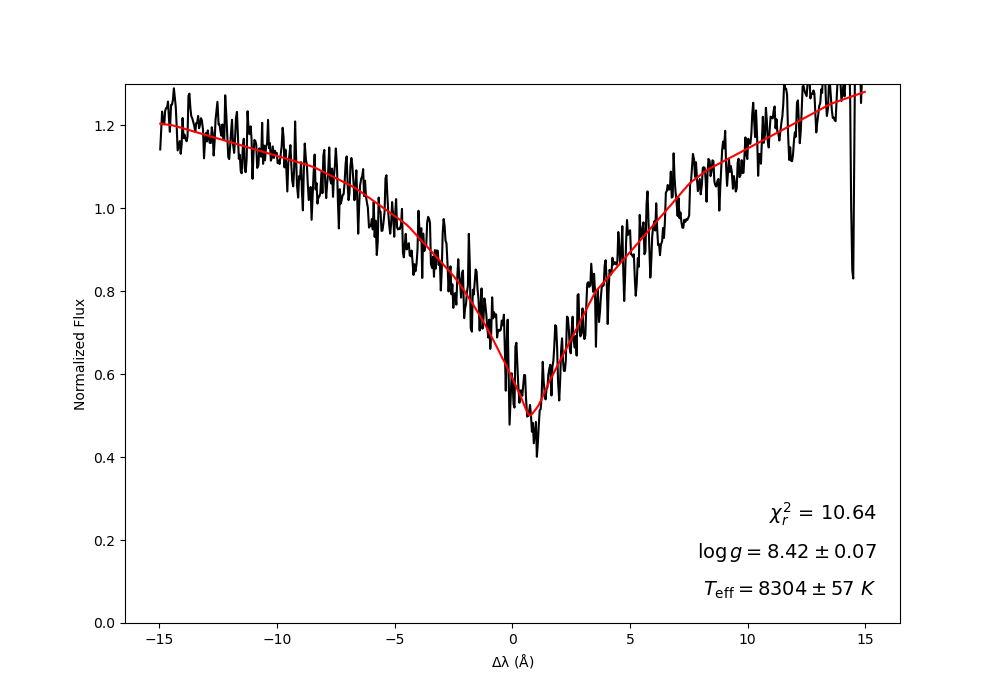 1.2
1.0
0.8
0.6
0.4
0.2
0.0
Normalized Flux
χ²ᵣ = 10.64
log g = 8.42 ± 0.07
T_eff = 8304 ± 57 K
−15 −10 −5 0 5 10 15
Δλ (Å)